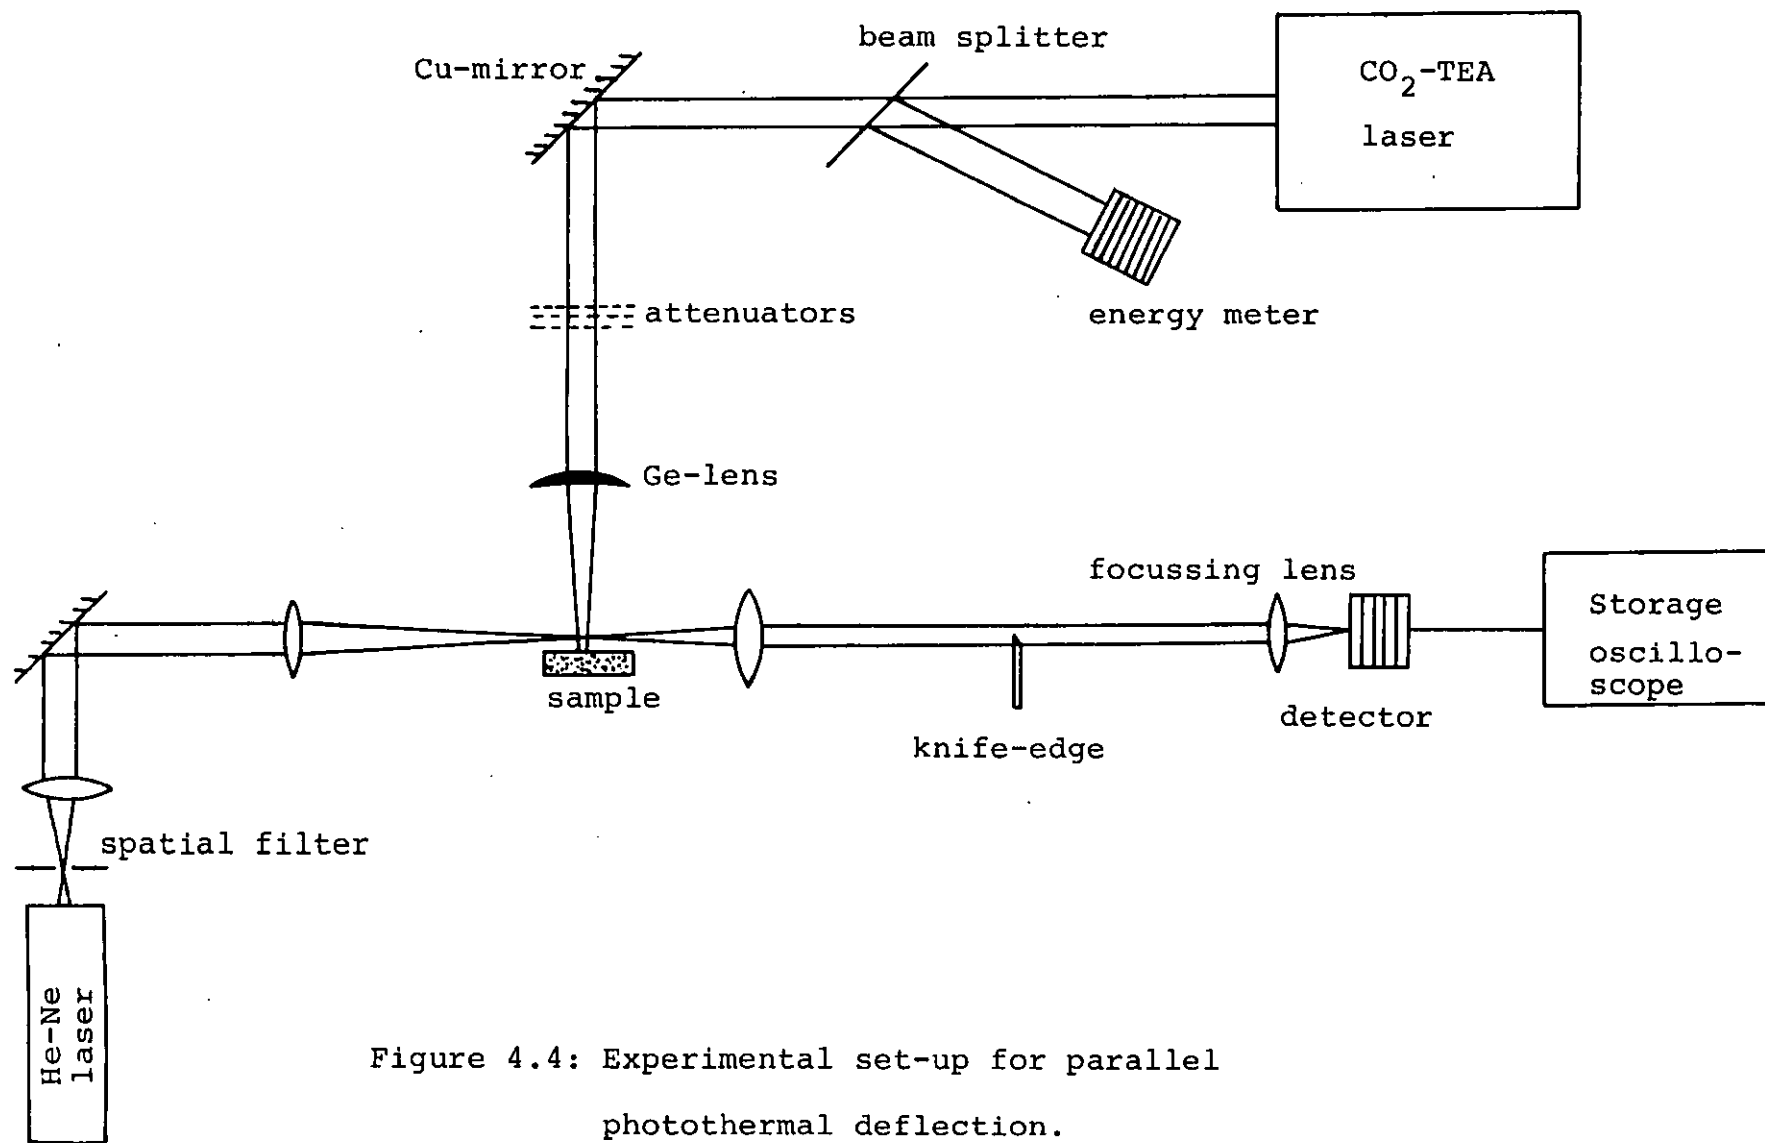 beam splitter
Cu-mirror
CO2-TEA
laser
attenuators
energy meter
Ge-lens
focussing lens
Storage
oscillo-
scope
sample
detector
knife-edge
spatial filter
He-Ne
laser
Figure 4.4: Experimental set-up for parallel
photothermal deflection.